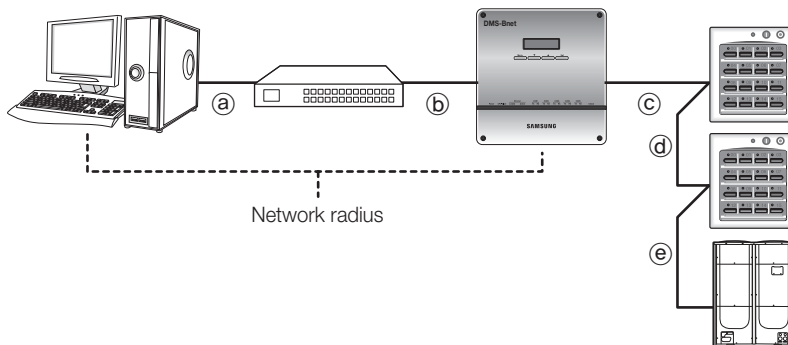 DMS-Bnet
SAMSUNG
ⓐ
ⓑ
ⓒ
ⓓ
ⓔ
Network radius